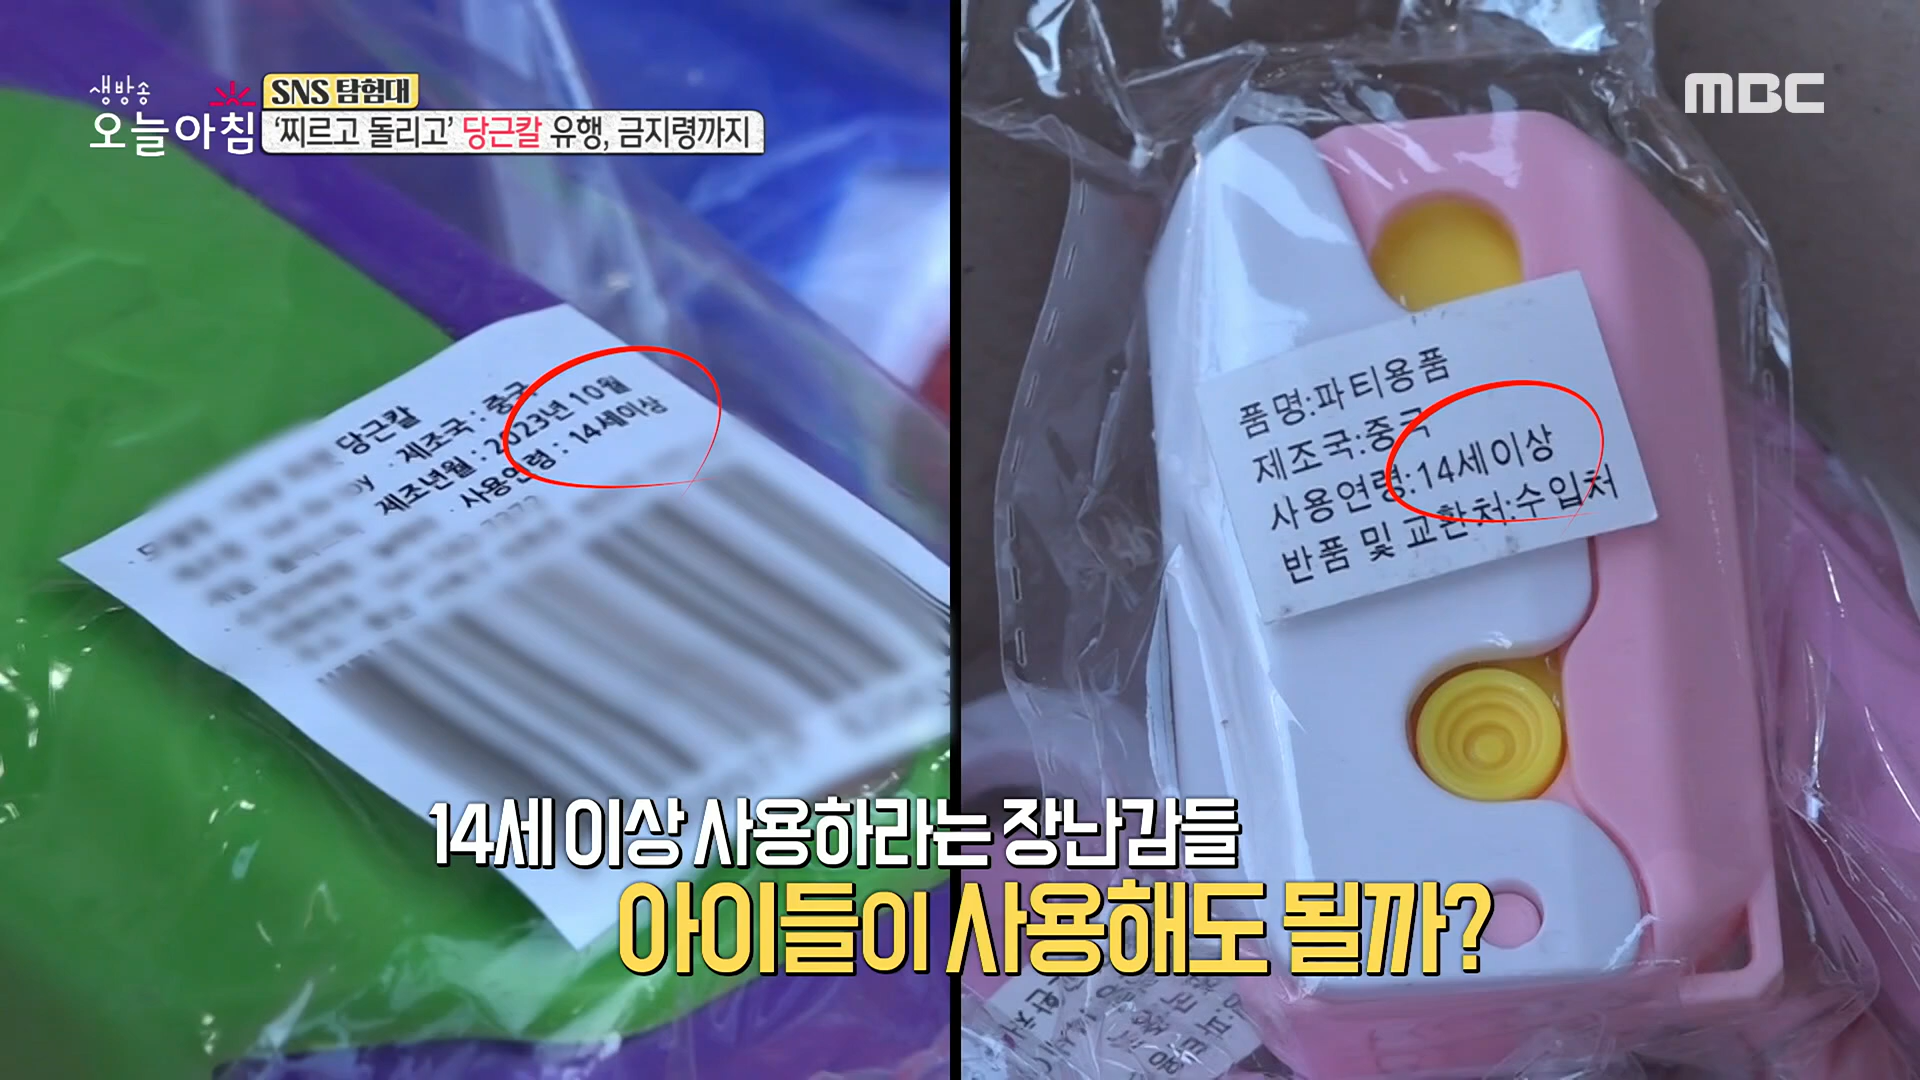 생방송
오늘아침
SNS 탐험대
'찌르고 돌리고' 당근칼 유행, 금지령까지
MBC
당근칼
제조국 : 중국
제조년월 : 2023년 10월
사용연령 : 14세이상
품명:파티용품
제조국:중국
사용연령:14세이상
반품 및 교환처:수입처
14세 이상 사용하라는 장난감들
아이들이 사용해도 될까?